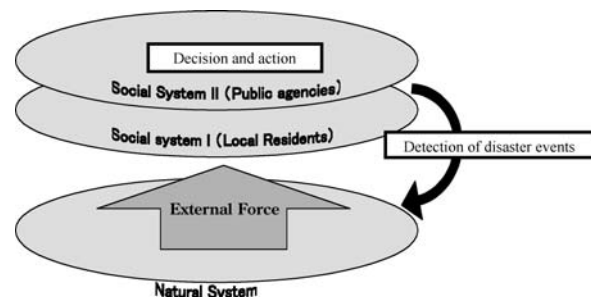 Decision and action
Social System II (Public agencies)
Social system I (Local Residents)
Detection of disaster events
External Force
Natural System